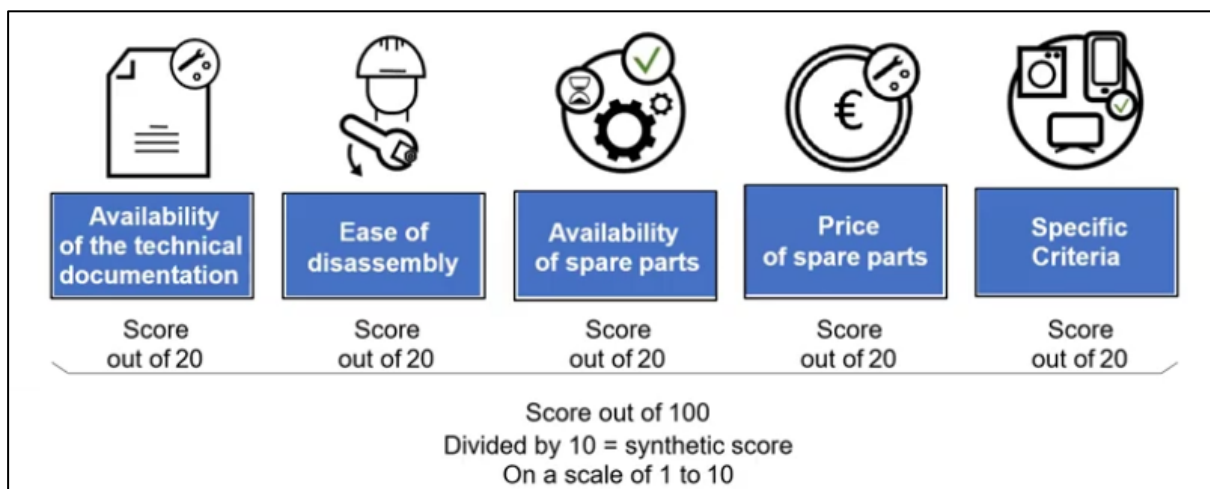 €
Availability
of the technical
documentation
Ease of
disassembly
Availability
of spare parts
Price
of spare parts
Specific
Criteria
Score
out of 20
Score
out of 20
Score
out of 20
Score
out of 20
Score
out of 20
Score out of 100
Divided by 10 = synthetic score
On a scale of 1 to 10